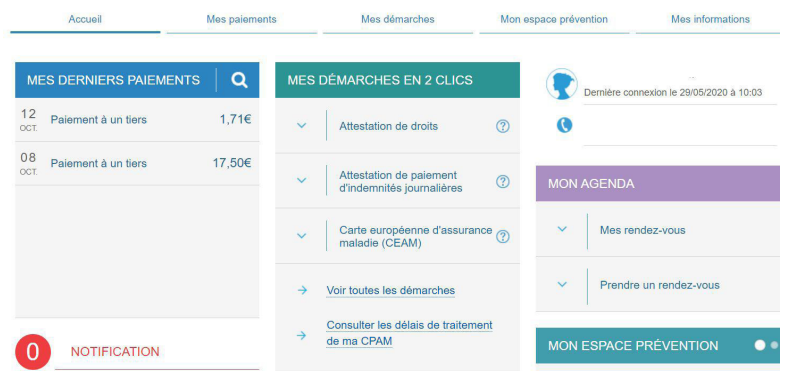 Accueil
Mes paiements
Mes démarches
Mon espace prévention
Mes informations
MES DERNIERS PAIEMENTS
12
OCT.
Paiement à un tiers
1,71€
08
OCT.
Paiement à un tiers
17,50€
0
NOTIFICATION
MES DÉMARCHES EN 2 CLICS
Attestation de droits
?
Attestation de paiement
d'indemnités journalières
?
Carte européenne d'assurance
maladie (CEAM)
?
Voir toutes les démarches
Consulter les délais de traitement
de ma CPAM
Dernière connexion le 29/05/2020 à 10:03
MON AGENDA
Mes rendez-vous
Prendre un rendez-vous
MON ESPACE PRÉVENTION